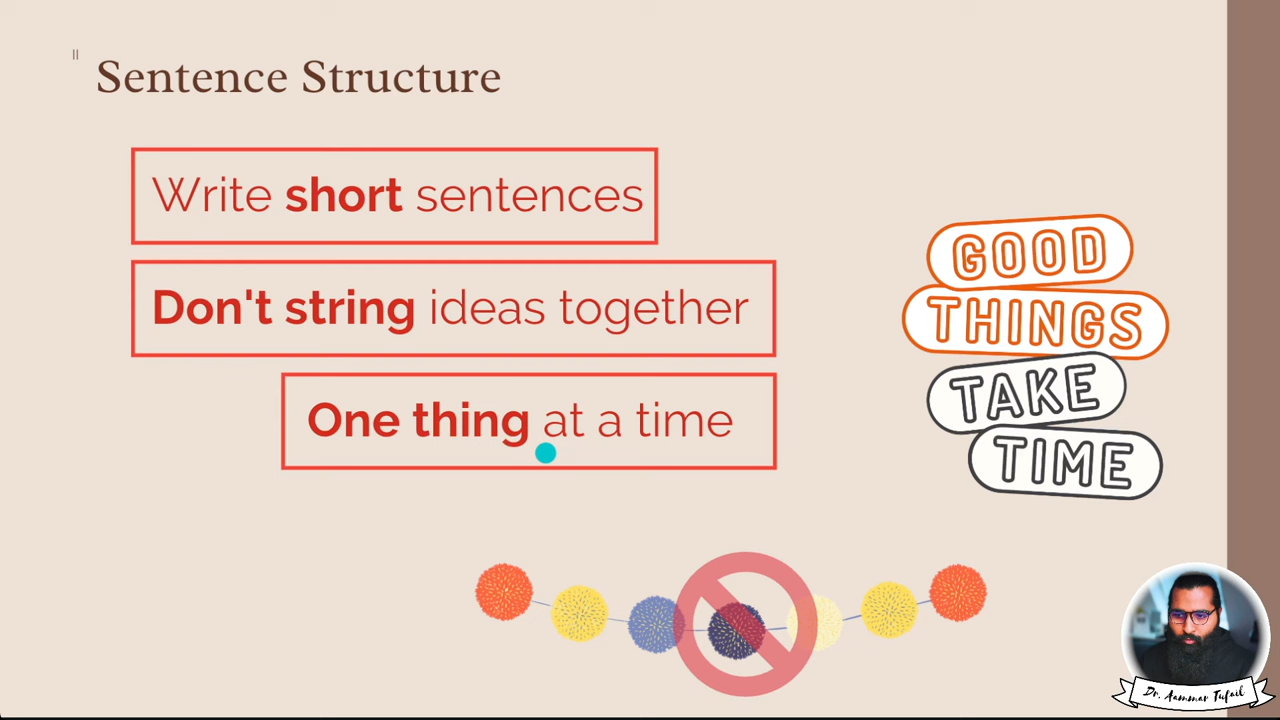 Sentence Structure
Write short sentences
Don't string ideas together
One thing at a time
GOOD
THINGS
TAKE
TIME
Dr. Aammar Tufail